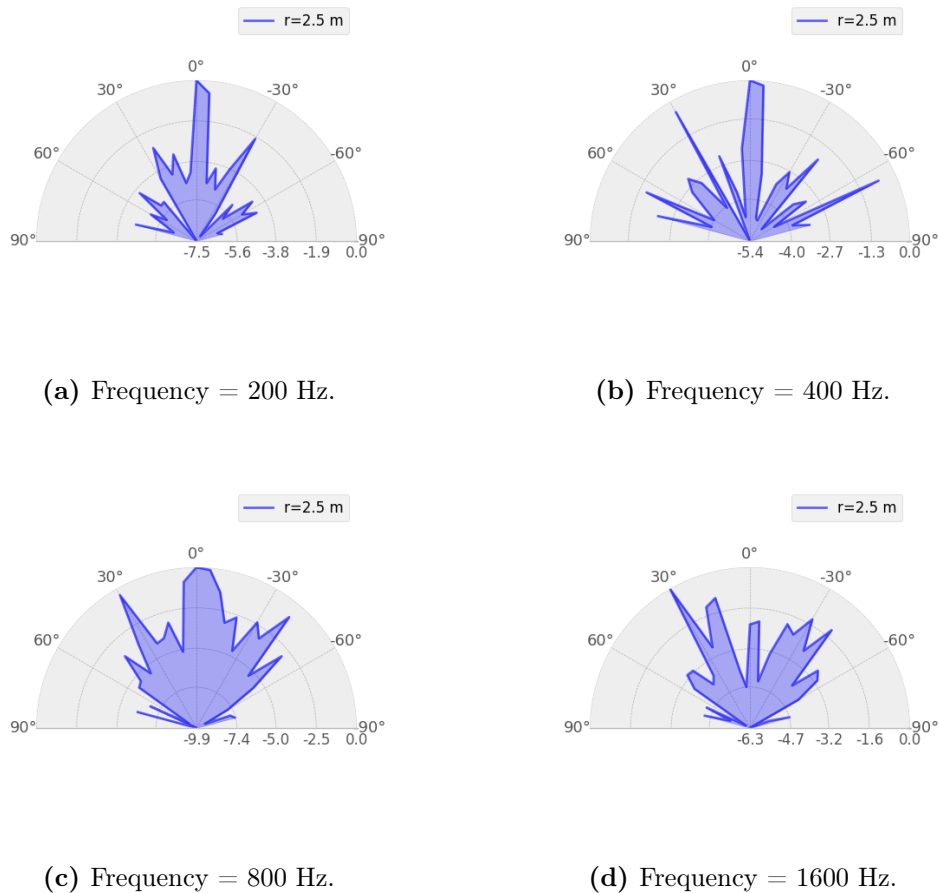 r=2.5 m
0°
30°
-30°
60°
-60°
90°
-90°
-7.5 -5.6 -3.8 -1.9 0.0
(a) Frequency = 200 Hz.
r=2.5 m
0°
30°
-30°
60°
-60°
90°
-90°
-5.4 -4.0 -2.7 -1.3 0.0
(b) Frequency = 400 Hz.
r=2.5 m
0°
30°
-30°
60°
-60°
90°
-90°
-9.9 -7.4 -5.0 -2.5 0.0
(c) Frequency = 800 Hz.
r=2.5 m
0°
30°
-30°
60°
-60°
90°
-90°
-6.3 -4.7 -3.2 -1.6 0.0
(d) Frequency = 1600 Hz.